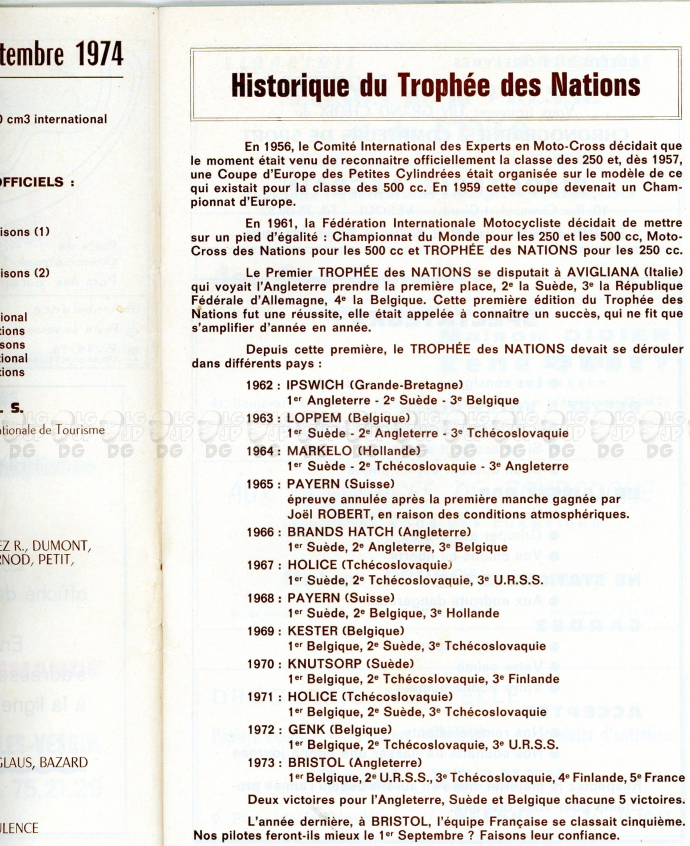 tembre 1974
0 cm3 international
OFFICIELS :
isons (1)
isons (2)
ional
tions
sons
tional
tions
. S.
ationale de Tourisme
EZ R., DUMONT,
RNOD, PETIT,
GLAUS, BAZARD
ULENCE
Historique du Trophée des Nations
En 1956, le Comité International des Experts en Moto-Cross décidait que
le moment était venu de reconnaitre officiellement la classe des 250 et, dès 1957,
une Coupe d'Europe des Petites Cylindrées était organisée sur le modèle de ce
qui existait pour la classe des 500 cc. En 1959 cette coupe devenait un Cham-
pionnat d'Europe.
En 1961, la Fédération Internationale Motocycliste décidait de mettre
sur un pied d'égalité : Championnat du Monde pour les 250 et les 500 cc, Moto-
Cross des Nations pour les 500 cc et TROPHÉE des NATIONS pour les 250 cc.
Le Premier TROPHÉE des NATIONS se disputait à AVIGLIANA (Italie)
qui voyait l'Angleterre prendre la première place, 2e la Suède, 3e la République
Fédérale d'Allemagne, 4e la Belgique. Cette première édition du Trophée des
Nations fut une réussite, elle était appelée à connaitre un succès, qui ne fit que
s'amplifier d'année en année.
Depuis cette première, le TROPHÉE des NATIONS devait se dérouler
dans différents pays :
1962 : IPSWICH (Grande-Bretagne)
1er Angleterre - 2e Suède - 3e Belgique
1963 : LOPPEM (Belgique)
1er Suède - 2e Angleterre - 3e Tchécoslovaquie
1964 : MARKELO (Hollande)
1er Suède - 2e Tchécoslovaquie - 3e Angleterre
1965 : PAYERN (Suisse)
épreuve annulée après la première manche gagnée par
Joël ROBERT, en raison des conditions atmosphériques.
1966 : BRANDS HATCH (Angleterre)
1er Suède, 2e Angleterre, 3e Belgique
1967 : HOLICE (Tchécoslovaquie)
1er Suède, 2e Tchécoslovaquie, 3e U.R.S.S.
1968 : PAYERN (Suisse)
1er Suède, 2e Belgique, 3e Hollande
1969 : KESTER (Belgique)
1er Belgique, 2e Suède, 3e Tchécoslovaquie
1970 : KNUTSORP (Suède)
1er Belgique, 2e Tchécoslovaquie, 3e Finlande
1971 : HOLICE (Tchécoslovaquie)
1er Belgique, 2e Suède, 3e Tchécoslovaquie
1972 : GENK (Belgique)
1er Belgique, 2e Tchécoslovaquie, 3e U.R.S.S.
1973 : BRISTOL (Angleterre)
1er Belgique, 2e U.R.S.S., 3e Tchécoslovaquie, 4e Finlande, 5e France
Deux victoires pour l'Angleterre, Suède et Belgique chacune 5 victoires.
L'année dernière, à BRISTOL, l'équipe Française se classait cinquième.
Nos pilotes feront-ils mieux le 1er Septembre ? Faisons leur confiance.